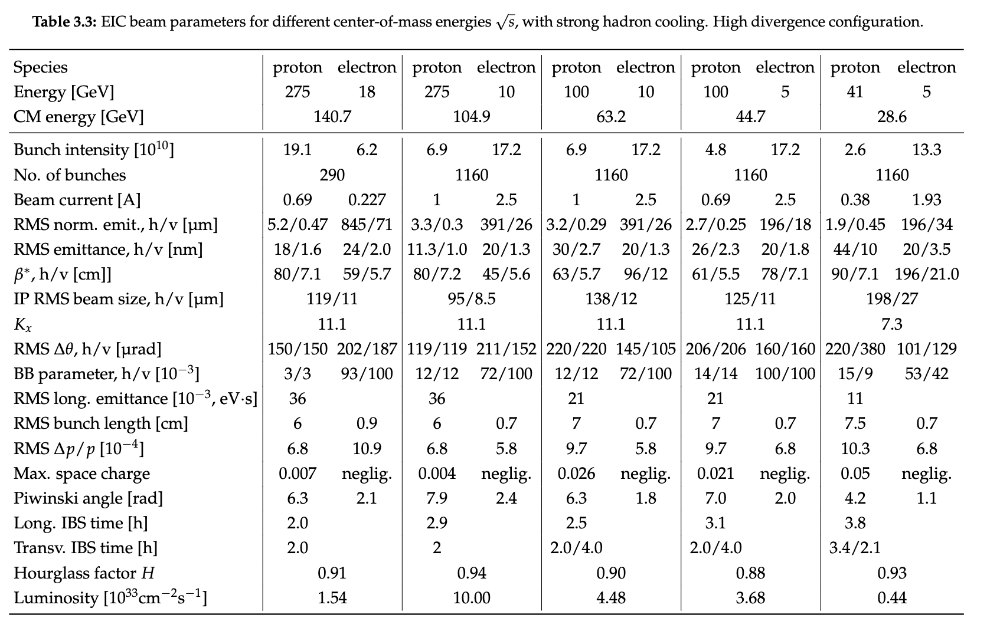 Table 3.3: EIC beam parameters for different center-of-mass energies √s, with strong hadron cooling. High divergence configuration.
Species proton electron proton electron proton electron proton electron proton electron
Energy [GeV] 275 18 275 10 100 10 100 5 41 5
CM energy [GeV] 140.7 104.9 63.2 44.7 28.6
Bunch intensity [10¹⁰] 19.1 6.2 6.9 17.2 6.9 17.2 4.8 17.2 2.6 13.3
No. of bunches 290 1160 1160 1160 1160
Beam current [A] 0.69 0.227 1 2.5 1 2.5 0.69 2.5 0.38 1.93
RMS norm. emit., h/v [µm] 5.2/0.47 845/71 3.3/0.3 391/26 3.2/0.29 391/26 2.7/0.25 196/18 1.9/0.45 196/34
RMS emittance, h/v [nm] 18/1.6 24/2.0 11.3/1.0 20/1.3 30/2.7 20/1.3 26/2.3 20/1.8 44/10 20/3.5
β*, h/v [cm]] 80/7.1 59/5.7 80/7.2 45/5.6 63/5.7 96/12 61/5.5 78/7.1 90/7.1 196/21.0
IP RMS beam size, h/v [µm] 119/11 95/8.5 138/12 125/11 198/27
Kₓ 11.1 11.1 11.1 11.1 7.3
RMS Δθ, h/v [µrad] 150/150 202/187 119/119 211/152 220/220 145/105 206/206 160/160 220/380 101/129
BB parameter, h/v [10⁻³] 3/3 93/100 12/12 72/100 12/12 72/100 14/14 100/100 15/9 53/42
RMS long. emittance [10⁻³, eV·s] 36 36 21 21 11
RMS bunch length [cm] 6 0.9 6 0.7 7 0.7 7 0.7 7.5 0.7
RMS Δp/p [10⁻⁴] 6.8 10.9 6.8 5.8 9.7 5.8 9.7 6.8 10.3 6.8
Max. space charge 0.007 neglig. 0.004 neglig. 0.026 neglig. 0.021 neglig. 0.05 neglig.
Piwinski angle [rad] 6.3 2.1 7.9 2.4 6.3 1.8 7.0 2.0 4.2 1.1
Long. IBS time [h] 2.0 2.9 2.5 3.1 3.8
Transv. IBS time [h] 2.0 2 2.0/4.0 2.0/4.0 3.4/2.1
Hourglass factor H 0.91 0.94 0.90 0.88 0.93
Luminosity [10³³cm⁻²s⁻¹] 1.54 10.00 4.48 3.68 0.44